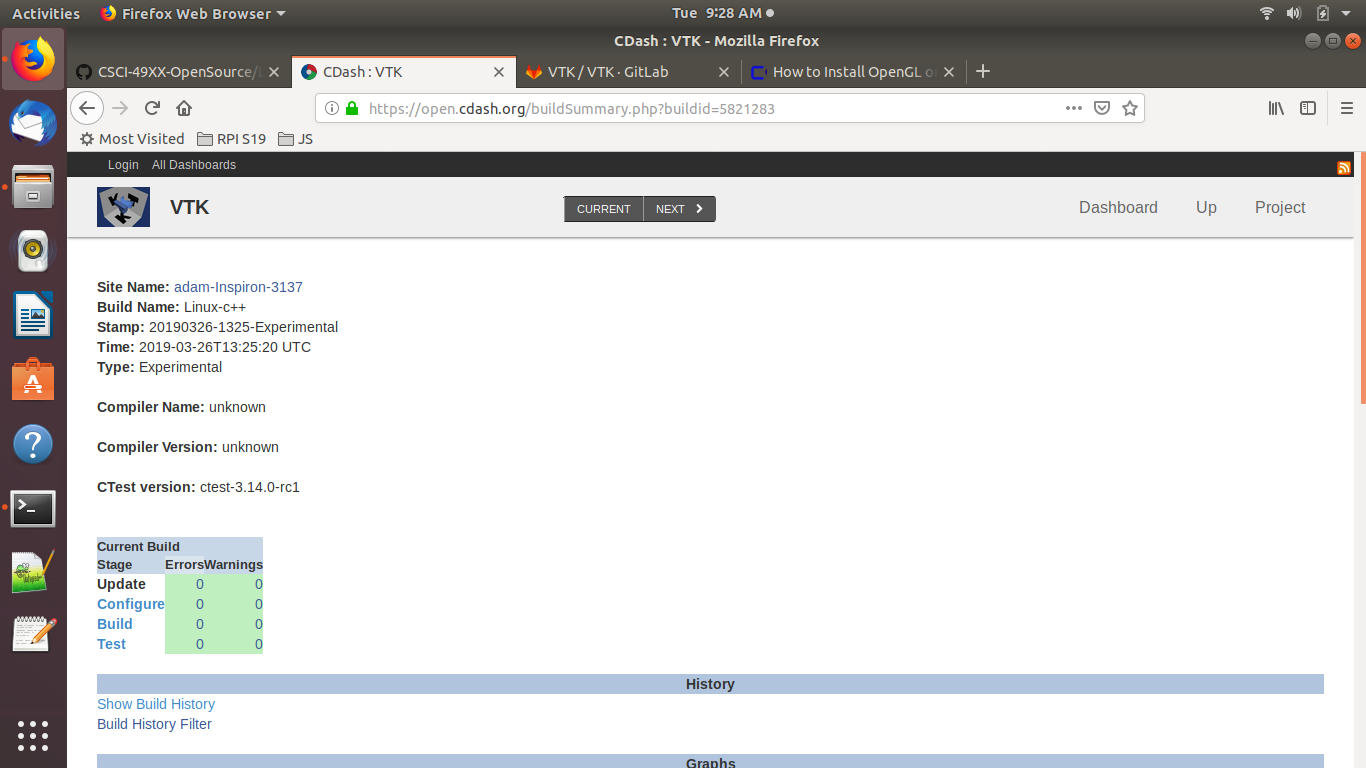 Activities Firefox Web Browser Tue 9:28 AM
CDash : VTK - Mozilla Firefox
CSCI-49XX-OpenSource/ CDash : VTK VTK / VTK · GitLab How to Install OpenGL o
https://open.cdash.org/buildSummary.php?buildid=5821283
Most Visited RPI S19 JS
Login All Dashboards
VTK CURRENT NEXT Dashboard Up Project
Site Name: adam-Inspiron-3137
Build Name: Linux-c++
Stamp: 20190326-1325-Experimental
Time: 2019-03-26T13:25:20 UTC
Type: Experimental
Compiler Name: unknown
Compiler Version: unknown
CTest version: ctest-3.14.0-rc1
Current Build
Stage Errors Warnings
Update 0 0
Configure 0 0
Build 0 0
Test 0 0
History
Show Build History
Build History Filter
Graphs